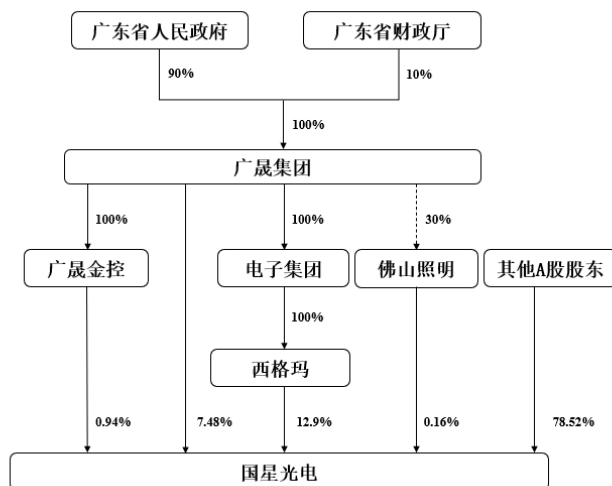 广东省人民政府
广东省财政厅
90%
10%
100%
广晟集团
100%
100%
30%
广晟金控
电子集团
佛山照明
其他A股股东
100%
西格玛
0.94%
7.48%
12.9%
0.16%
78.52%
国星光电